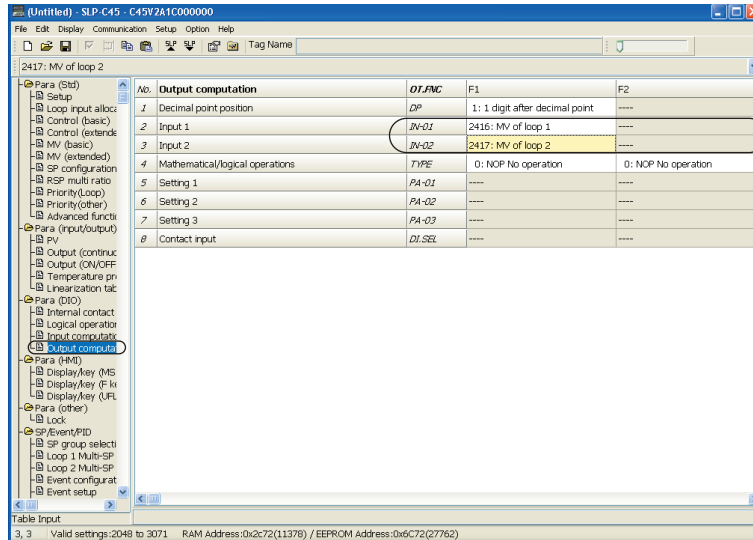 (Untitled) - SLP-C45 - C45V2A1C000000
File Edit Display Communication Setup Option Help
SLP SLP Tag Name
2417: MV of loop 2
Para (Std)
Setup
Loop input alloca
Control (basic)
Control (extende
MV (basic)
MV (extended)
SP configuration
RSP multi ratio
Priority(Loop)
Priority(other)
Advanced functio
Para (input/output)
PV
Output (continuo
Output (ON/OFF
Temperature pro
Linearization tab
Para (DIO)
Internal contact
Logical operation
Input computatio
Output computat
Para (HMI)
Display/key (MS
Display/key (F ke
Display/key (UFL
Para (other)
Lock
SP/Event/PID
SP group selecti
Loop 1 Multi-SP
Loop 2 Multi-SP
Event configurat
Event setup
No. Output computation OT.FNC F1 F2
1 Decimal point position DP 1: 1 digit after decimal point ----
2 Input 1 IN-01 2416: MV of loop 1 ----
3 Input 2 IN-02 2417: MV of loop 2 ----
4 Mathematical/logical operations TYPE 0: NOP No operation 0: NOP No operation
5 Setting 1 PA-01 ---- ----
6 Setting 2 PA-02 ---- ----
7 Setting 3 PA-03 ---- ----
8 Contact input DI.SEL ---- ----
Table Input
3, 3 Valid settings:2048 to 3071 RAM Address:0x2c72(11378) / EEPROM Address:0x6C72(27762)